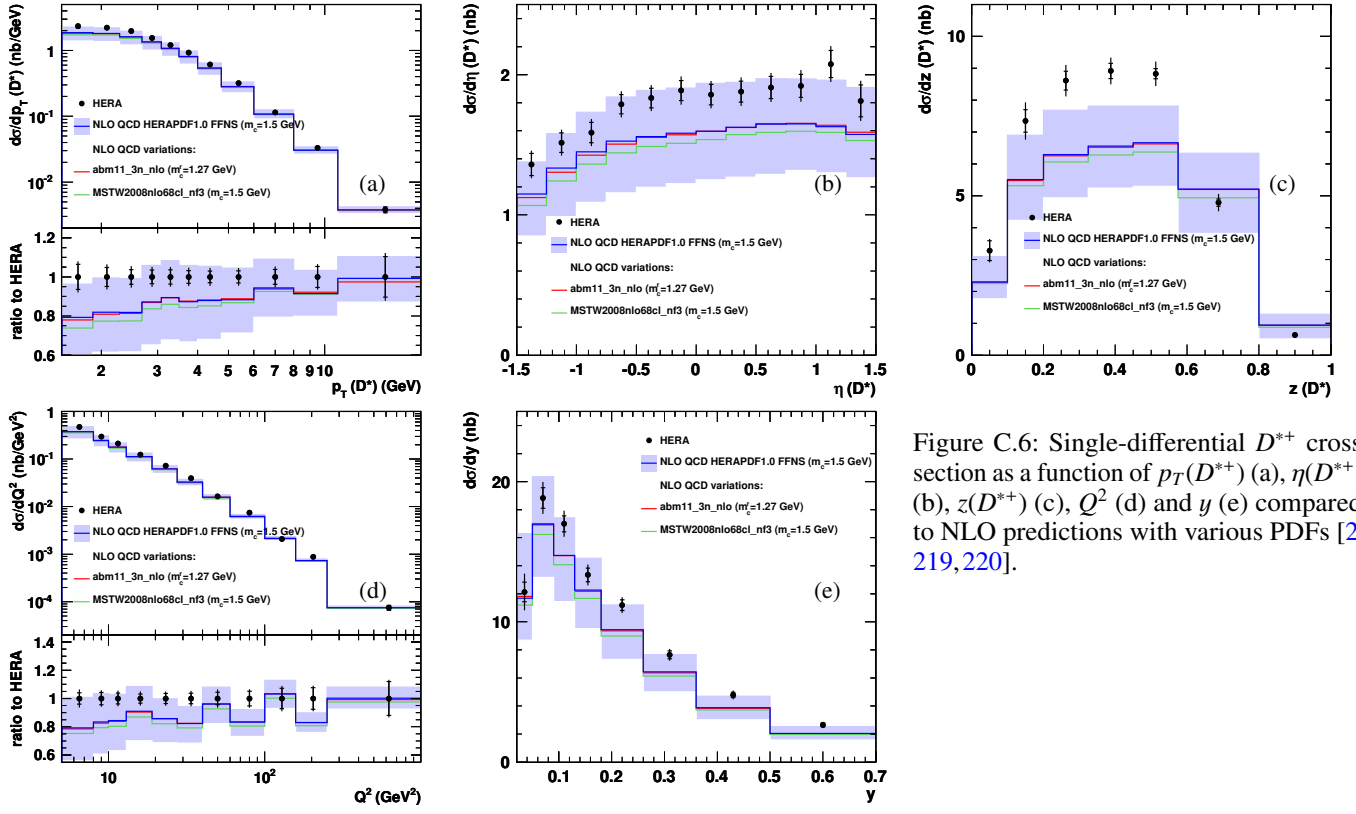 dσ/dp_T (D*) (nb/GeV)
1
10^-1
10^-2
HERA
NLO QCD HERAPDF1.0 FFNS (m_c=1.5 GeV)
NLO QCD variations:
abm11_3n_nlo (m_c^r=1.27 GeV)
MSTW2008nlo68cl_nf3 (m_c=1.5 GeV)
(a)
ratio to HERA
1.2
1.0
0.8
0.6
2 3 4 5 6 7 8 9 10
p_T (D*) (GeV)
dσ/dη (D*) (nb)
2
1
0
HERA
NLO QCD HERAPDF1.0 FFNS (m_c=1.5 GeV)
NLO QCD variations:
abm11_3n_nlo (m_c^r=1.27 GeV)
MSTW2008nlo68cl_nf3 (m_c=1.5 GeV)
(b)
-1.5 -1 -0.5 0 0.5 1 1.5
η (D*)
dσ/dz (D*) (nb)
10
5
0
HERA
NLO QCD HERAPDF1.0 FFNS (m_c=1.5 GeV)
NLO QCD variations:
abm11_3n_nlo (m_c^r=1.27 GeV)
MSTW2008nlo68cl_nf3 (m_c=1.5 GeV)
(c)
0 0.2 0.4 0.6 0.8 1
z (D*)
dσ/dQ² (nb/GeV²)
10^-1
10^-2
10^-3
10^-4
HERA
NLO QCD HERAPDF1.0 FFNS (m_c=1.5 GeV)
NLO QCD variations:
abm11_3n_nlo (m_c^r=1.27 GeV)
MSTW2008nlo68cl_nf3 (m_c=1.5 GeV)
(d)
ratio to HERA
1.4
1.2
1.0
0.8
0.6
10 10²
Q² (GeV²)
dσ/dy (nb)
20
10
0
HERA
NLO QCD HERAPDF1.0 FFNS (m_c=1.5 GeV)
NLO QCD variations:
abm11_3n_nlo (m_c^r=1.27 GeV)
MSTW2008nlo68cl_nf3 (m_c=1.5 GeV)
(e)
0.1 0.2 0.3 0.4 0.5 0.6 0.7
y
Figure C.6: Single-differential D*+ cross
section as a function of p_T(D*+) (a), η(D*+
(b), z(D*+) (c), Q² (d) and y (e) compared
to NLO predictions with various PDFs [2
219,220].